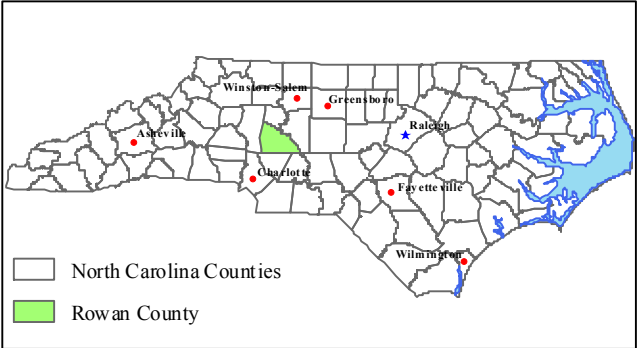 Winston-Salem
Greensboro
Raleigh
Asheville
Charlotte
Fayetteville
Wilmington
North Carolina Counties
Rowan County